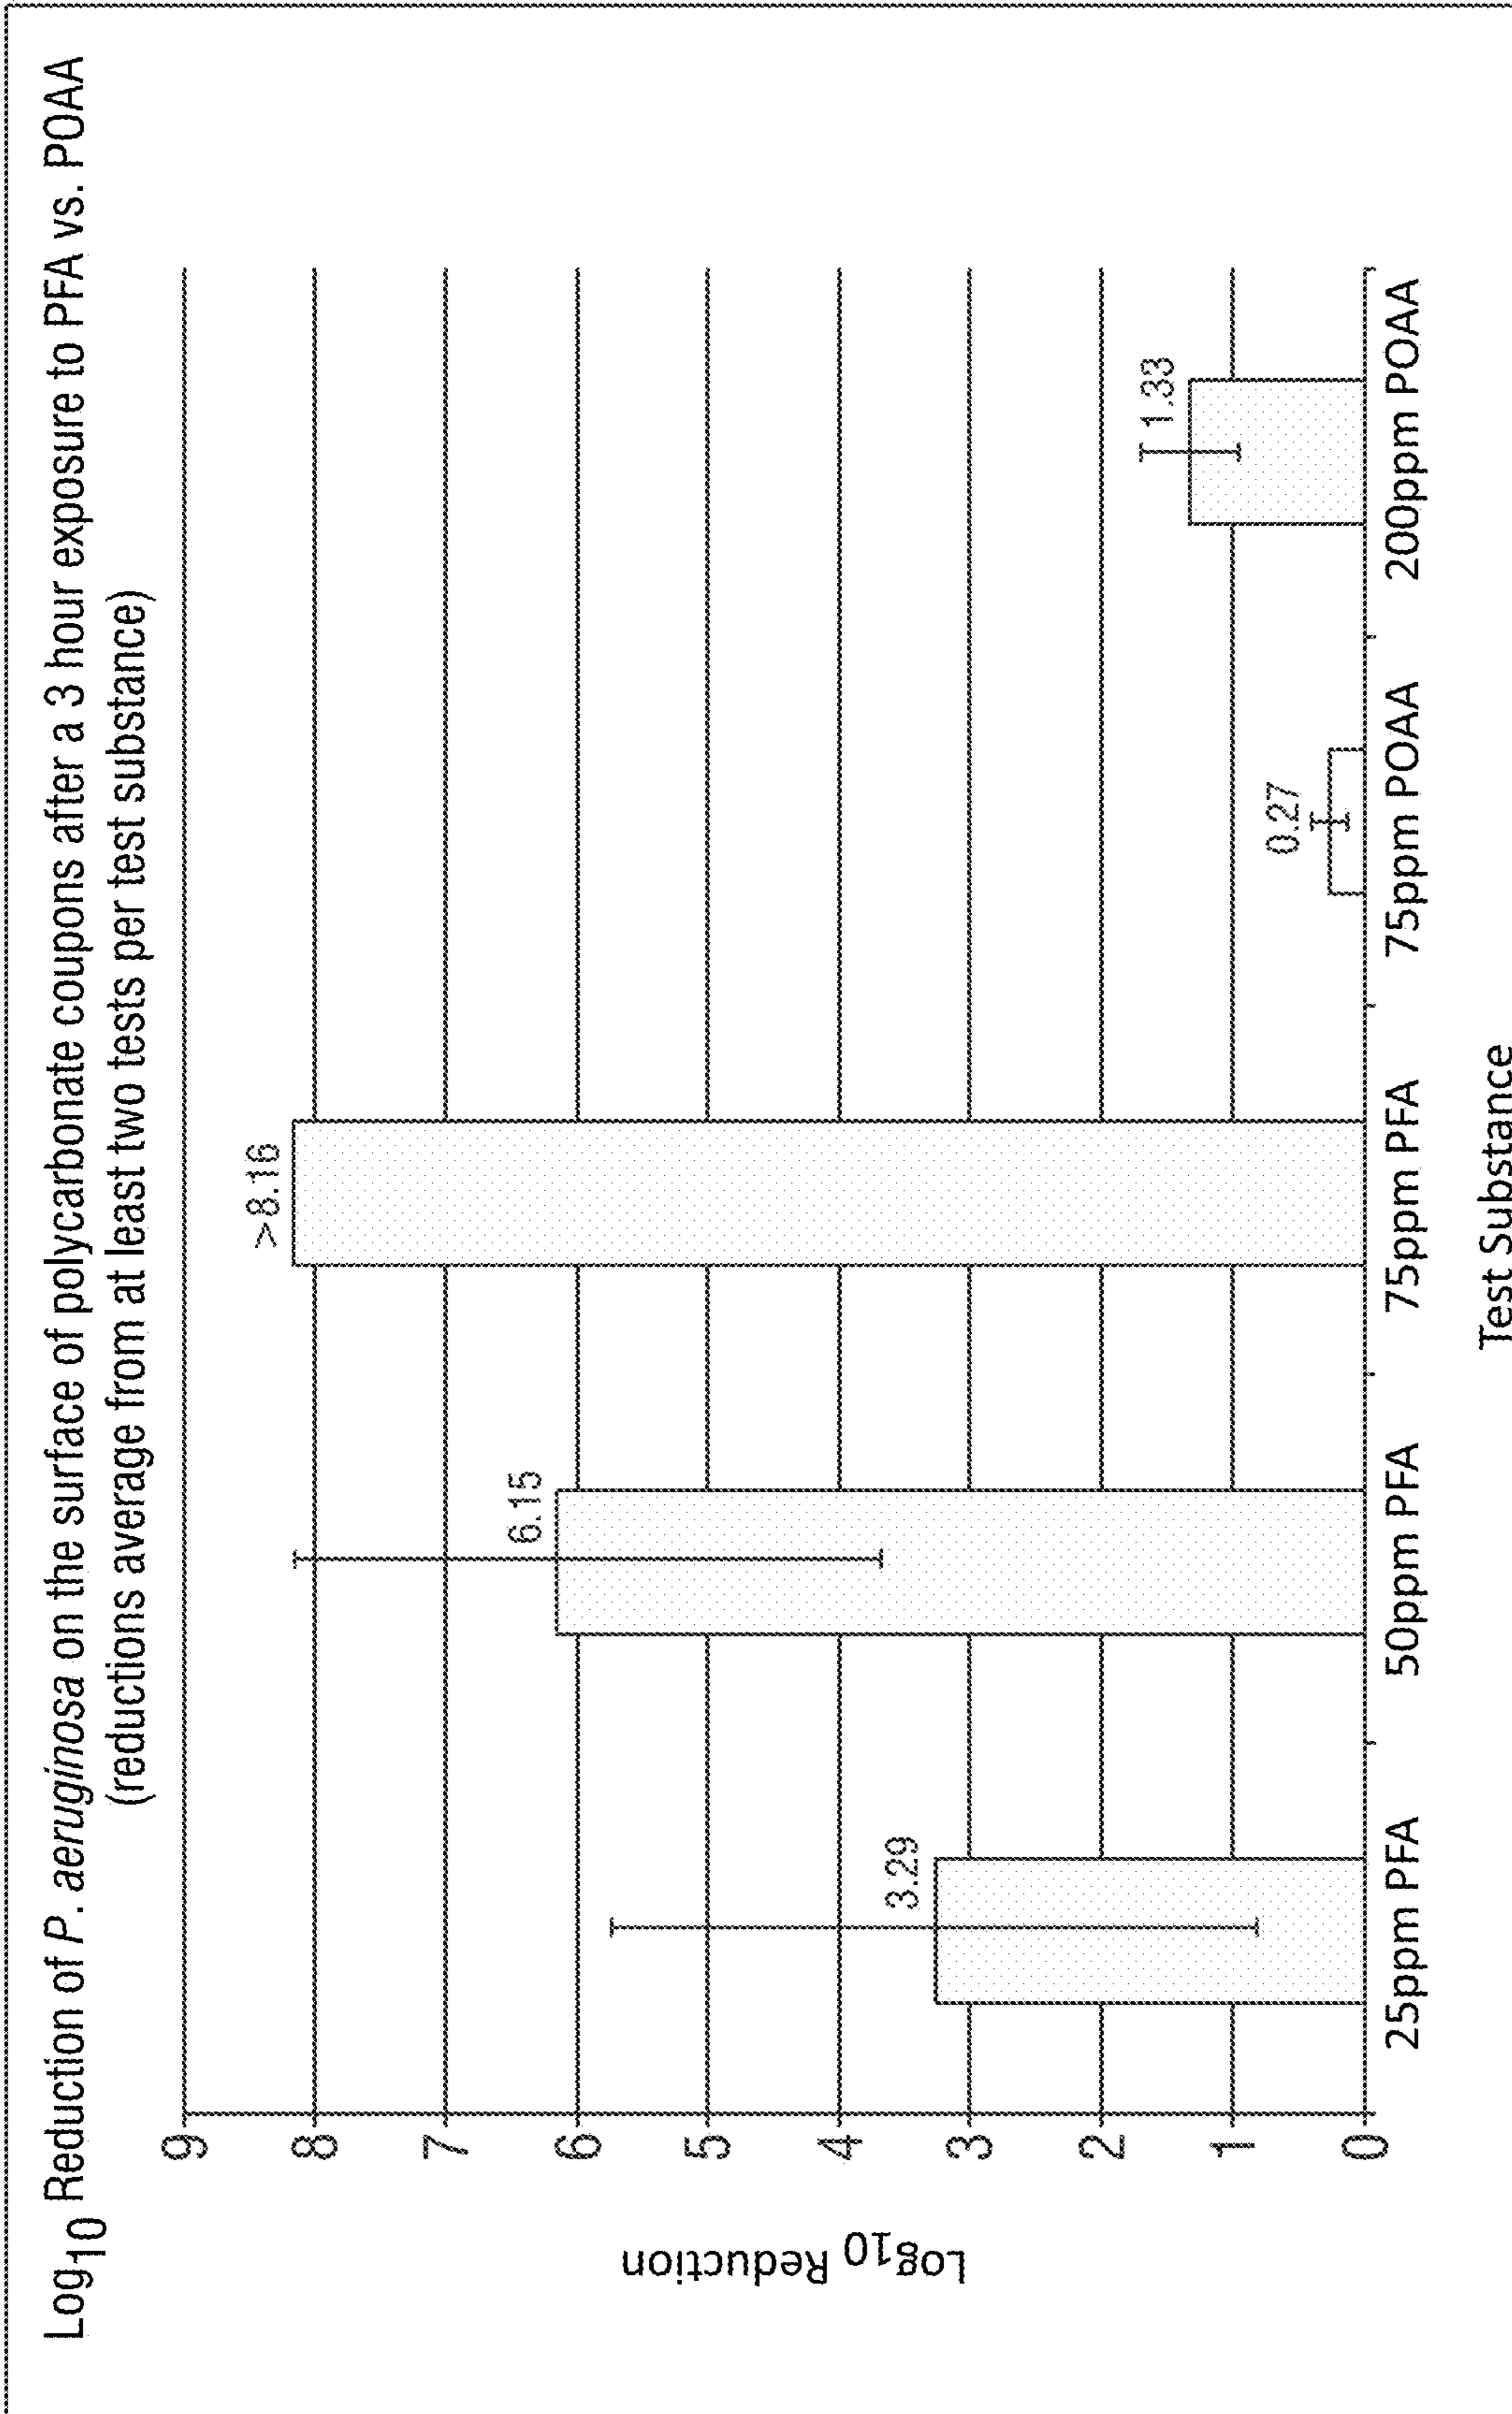 Log10 Reduction of P. aeruginosa on the surface of polycarbonate coupons after a 3 hour exposure to PFA vs. POAA
(reductions average from at least two tests per test substance)
9
8
7
6
5
4
3
2
1
0
Log10 Reduction
3.29
6.15
>8.16
0.27
1.33
25ppm PFA
50ppm PFA
75ppm PFA
75ppm POAA
200ppm POAA
Test Substance